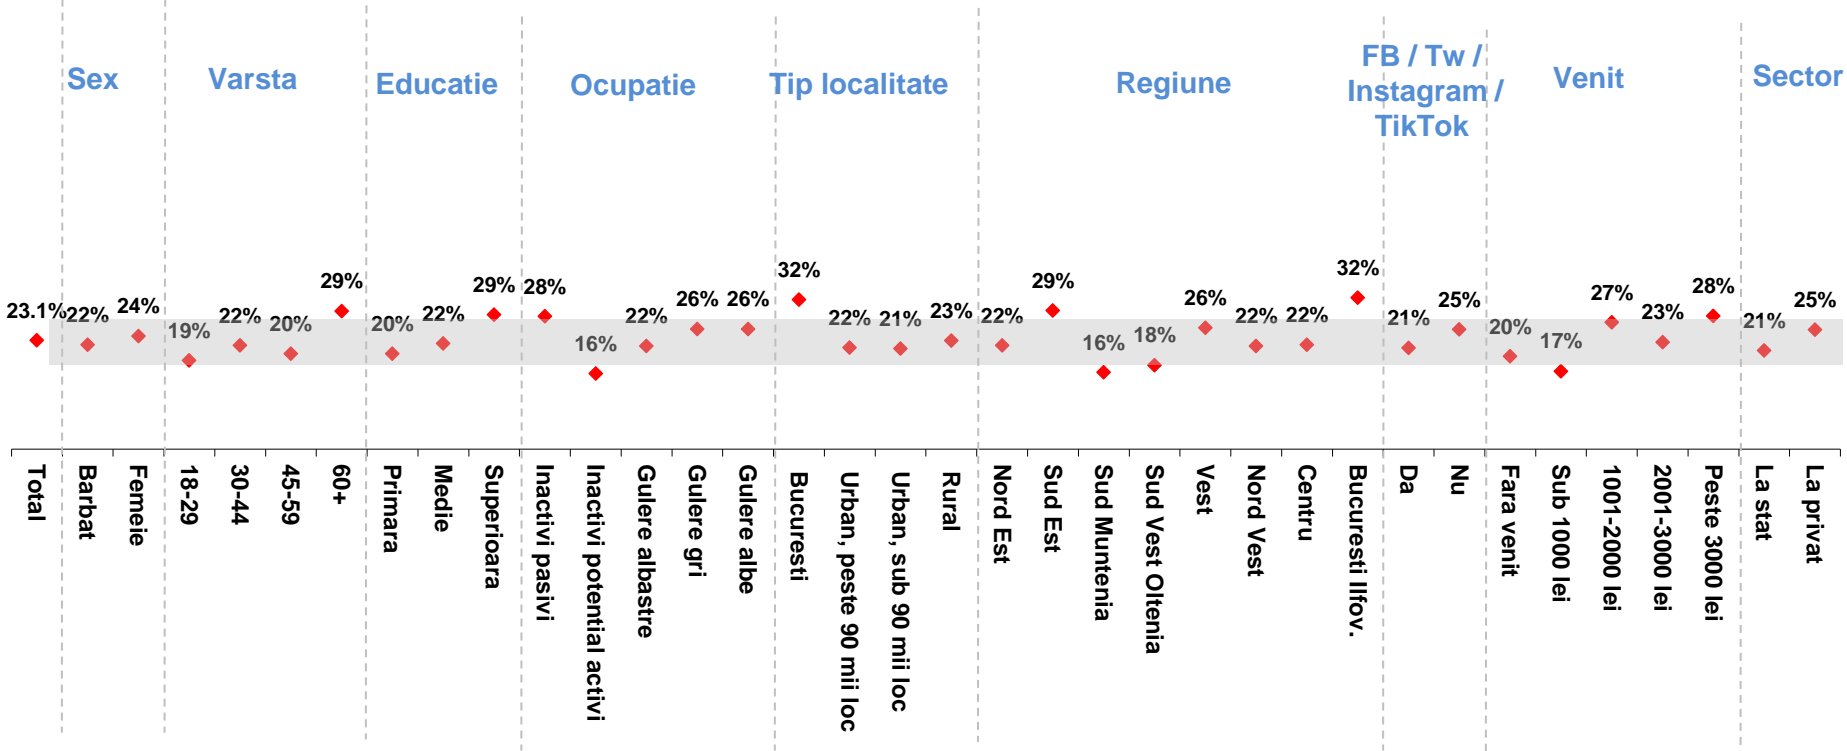 Sex
Varsta
Educatie
Ocupatie
Tip localitate
Regiune
FB / Tw /
Instagram /
TikTok
Venit
Sector
23.1%
22%
24%
19%
22%
20%
29%
20%
22%
29%
28%
16%
22%
26%
26%
32%
22%
21%
23%
22%
29%
16%
18%
26%
22%
22%
32%
21%
25%
20%
17%
27%
23%
28%
21%
25%
Total
Barbat
Femeie
18-29
30-44
45-59
60+
Primara
Medie
Superioara
Inactivi pasivi
Inactivi potential activi
Gulere albastre
Gulere gri
Gulere albe
Bucuresti
Urban, peste 90 mii loc
Urban, sub 90 mii loc
Rural
Nord Est
Sud Est
Sud Muntenia
Sud Vest Oltenia
Vest
Nord Vest
Centru
Bucuresti Ilfov.
Da
Nu
Fara venit
Sub 1000 lei
1001-2000 lei
2001-3000 lei
Peste 3000 lei
La stat
La privat